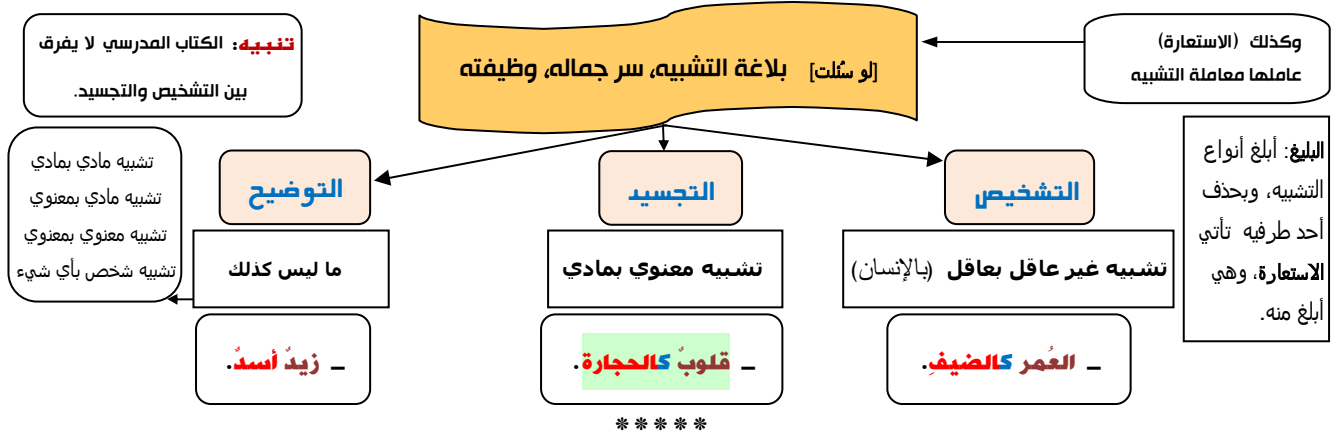 [لو سُئلت] بلاغة التشبيه، سر جماله، وظيفته
وكذلك (الاستعارة)
عاملها معاملة التشبيه
تنبيه: الكتاب المدرسي لا يفرق
بين التشخيص والتجسيد.
البليغ: أبلغ أنواع
التشبيه، وبحذف
أحد طرفيه تأتي
الاستعارة، وهي
أبلغ منه.
التشخيص
تشبيه غير عاقل بعاقل (بالإنسان)
_ العُمر كالضيفِ.
التجسيد
تشبيه معنوي بمادي
_ قلوبٌ كالحجارة.
التوضيح
ما ليس كذلك
_ زيدٌ أسدٌ.
تشبيه مادي بمادي
تشبيه مادي بمعنوي
تشبيه معنوي بمعنوي
تشبيه شخص بأي شيء
*****